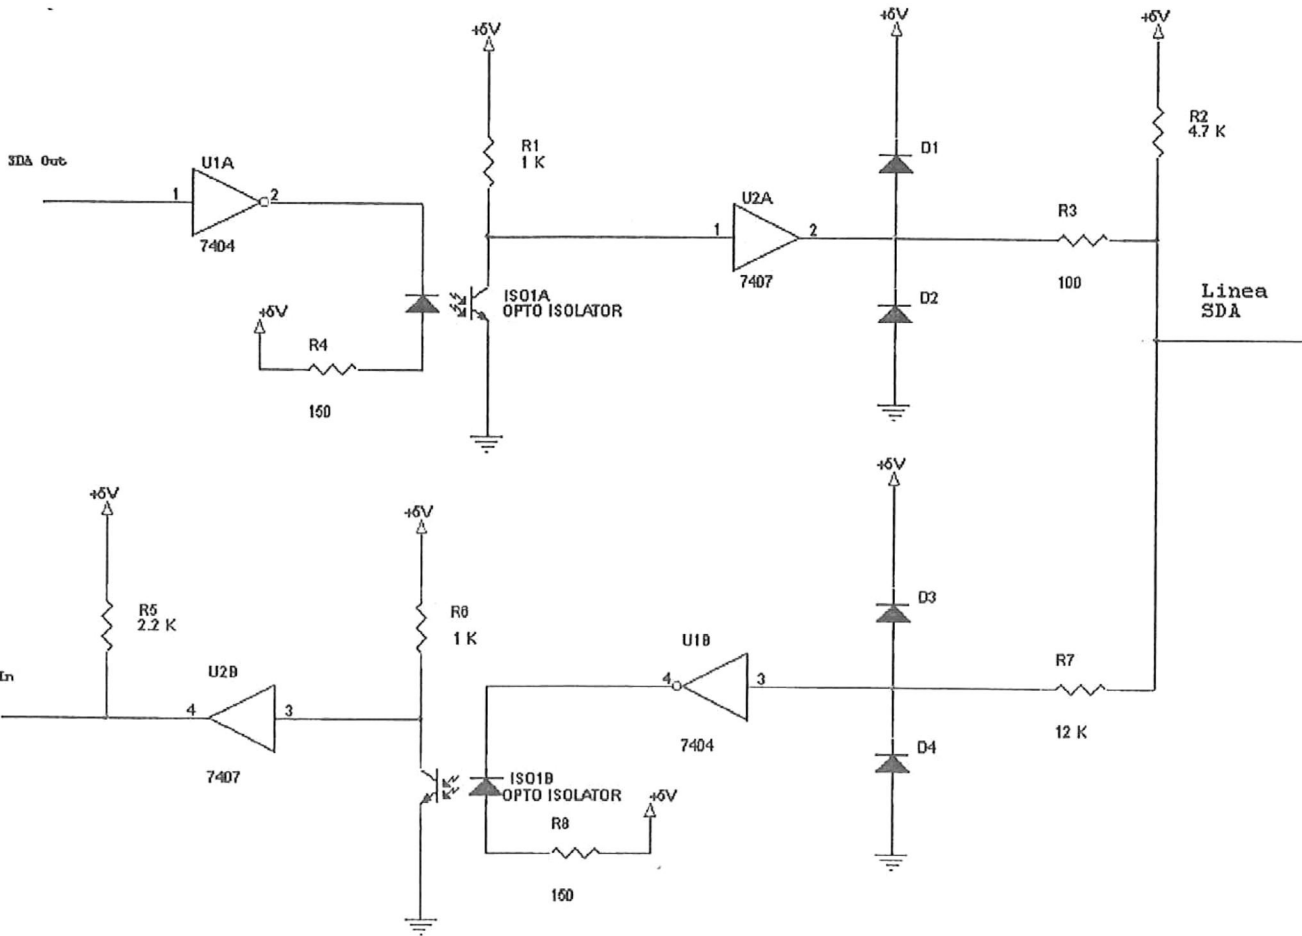 +5V
+5V
+5V
SDA Out
U1A
1
2
7404
R1
1 K
U2A
1
2
7407
D1
R2
4.7 K
R3
100
ISO1A
OPTO ISOLATOR
+5V
R4
150
D2
Linea
SDA
+5V
+5V
+5V
R5
2.2 K
R6
1 K
D3
In
U2B
4
3
7407
U1B
4
3
7404
R7
12 K
D4
ISO1B
OPTO ISOLATOR
+5V
R8
150